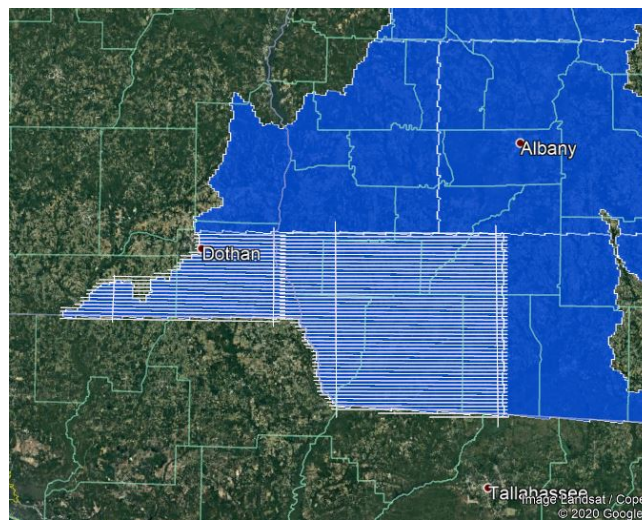 Albany
Dothan
Tallahassee
Image Landsat / Cope
© 2020 Google